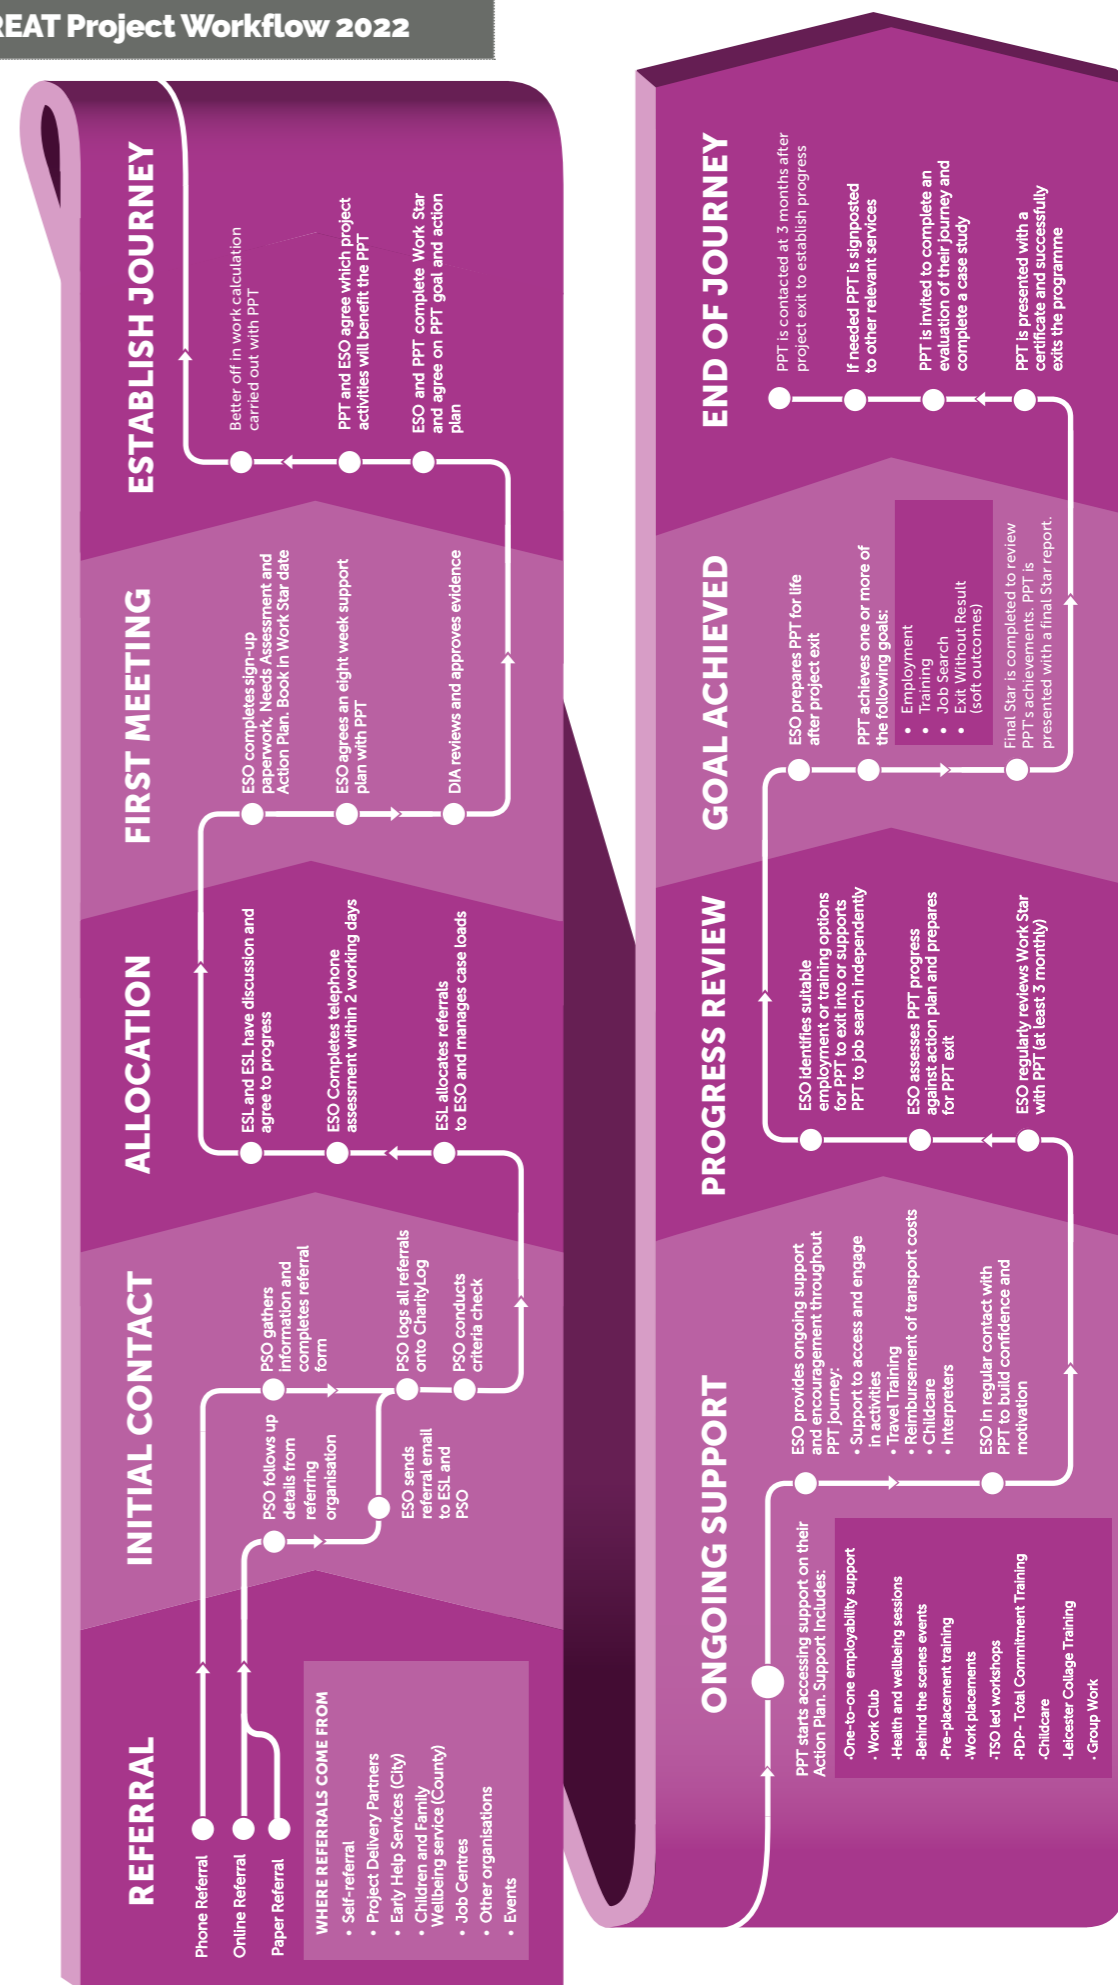 REAT Project Workflow 2022
REFERRAL
Phone Referral
Online Referral
Paper Referral
WHERE REFERRALS COME FROM
• Self-referral
• Project Delivery Partners
• Early Help Services (City)
• Children and Family
Wellbeing service (County)
• Job Centres
• Other organisations
• Events
INITIAL CONTACT
PSO gathers
information and
completes referral
form
PSO follows up
details from
referring
organisation
ESO sends
referral email
to ESL and
PSO
PSO logs all referrals
onto CharityLog
PSO conducts
criteria check
ALLOCATION
ESL and ESL have discussion and
agree to progress
ESO Completes telephone
assessment within 2 working days
ESL allocates referrals
to ESO and manages case loads
FIRST MEETING
ESO completes sign-up
paperwork, Needs Assessment and
Action Plan. Book In Work Star date
ESO agrees an eight week support
plan with PPT
DIA reviews and approves evidence
ESTABLISH JOURNEY
Better off in work calculation
carried out with PPT
PPT and ESO agree which project
activities will benefit the PPT
ESO and PPT complete Work Star
and agree on PPT goal and action
plan
ONGOING SUPPORT
PPT starts accessing support on their
Action Plan. Support Includes:
•One-to-one employability support
• Work Club
•Health and wellbeing sessions
•Behind the scenes events
•Pre-placement training
•Work placements
•TSO led workshops
•PDP- Total Commitment Training
•Childcare
•Leicester Collage Training
• Group Work
ESO provides ongoing support
and encouragement throughout
PPT journey:
• Support to access and engage
in activities
• Travel Training
• Reimbursement of transport costs
• Childcare
• Interpreters
ESO in regular contact with
PPT to build confidence and
motivation
PROGRESS REVIEW
ESO identifies suitable
employment or training options
for PPT to exit into or supports
PPT to job search independently
ESO assesses PPT progress
against action plan and prepares
for PPT exit
ESO regularly reviews Work Star
with PPT (at least 3 monthly)
GOAL ACHIEVED
ESO prepares PPT for life
after project exit
PPT achieves one or more of
the following goals:
• Employment
• Training
• Job Search
• Exit Without Result
(soft outcomes)
Final Star is completed to review
PPT's achievements. PPT is
presented with a final Star report.
END OF JOURNEY
PPT is contacted at 3 months after
project exit to establish progress
If needed PPT is signposted
to other relevant services
PPT is invited to complete an
evaluation of their journey and
complete a case study
PPT is presented with a
certificate and successfully
exits the programme